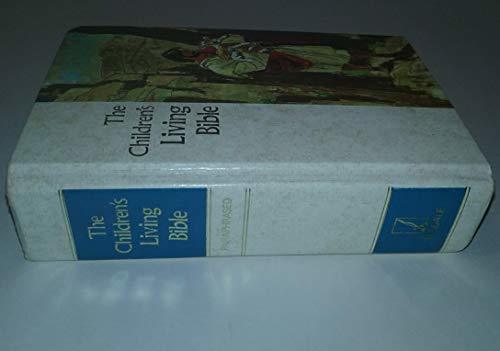 The
Children's
Living
Bible
The
Children's
Living
Bible
PARAPHRASED